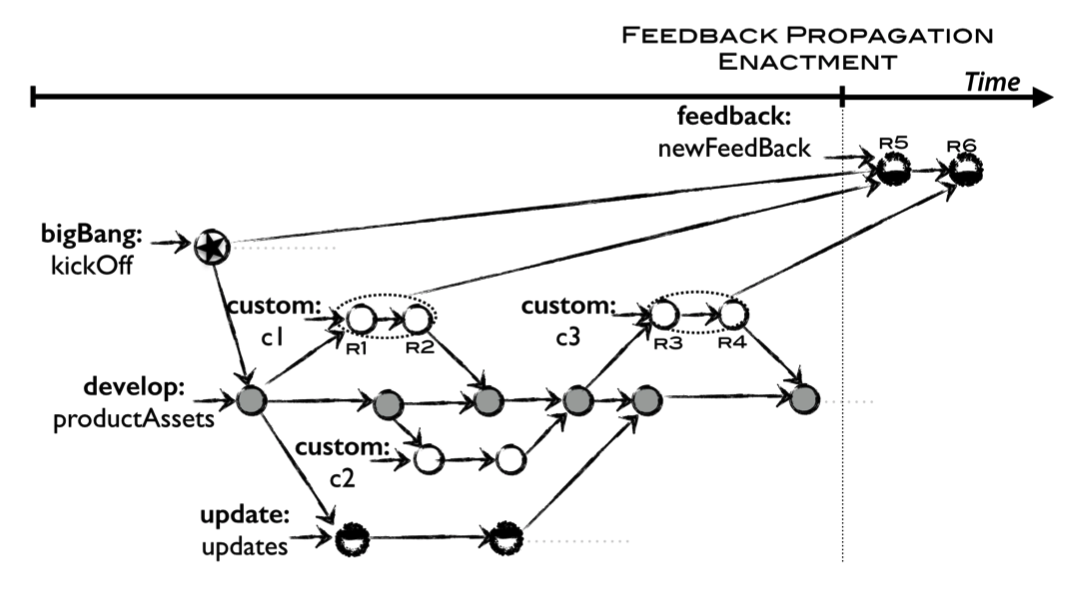 FEEDBACK PROPAGATION
ENACTMENT
Time
feedback:
newFeedBack
R5
R6
bigBang:
kickOff
custom:
c1
R1
R2
custom:
c3
R3
R4
develop:
productAssets
custom:
c2
update:
updates